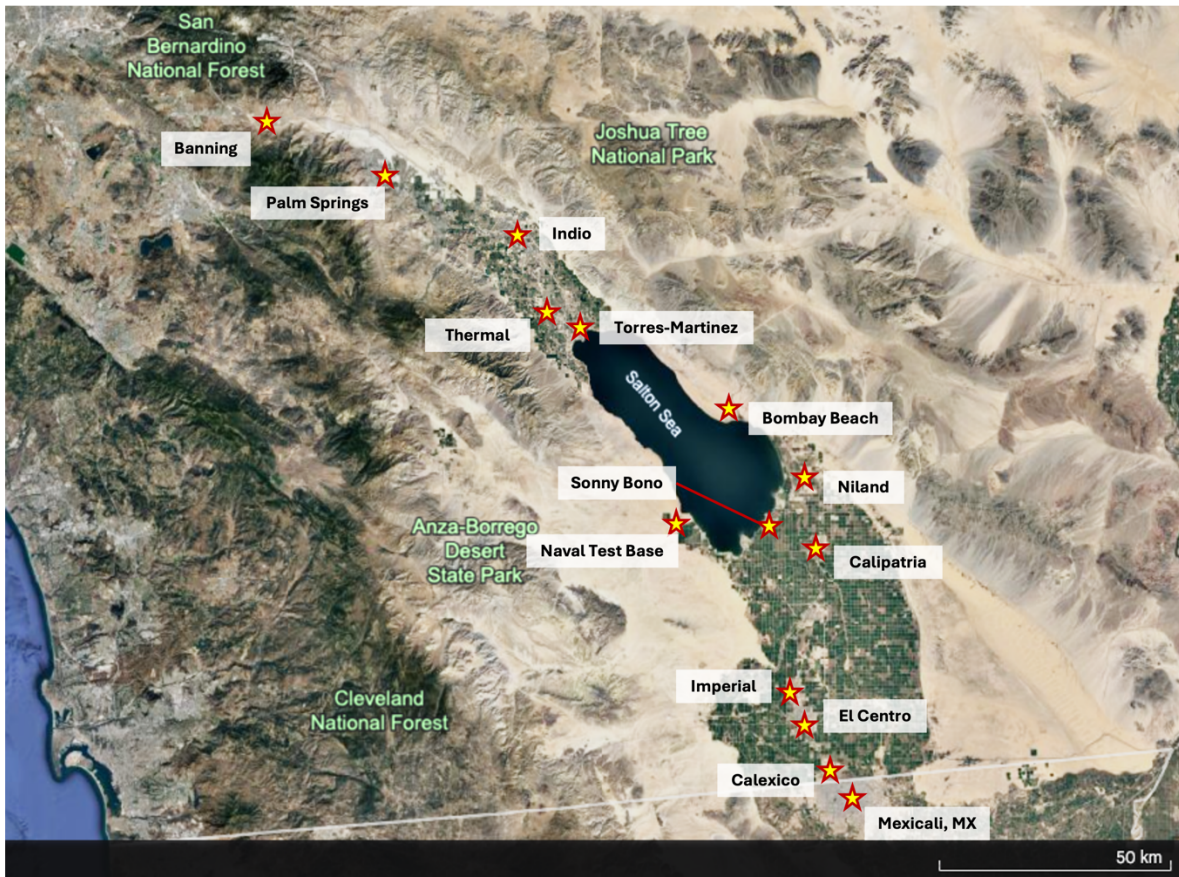 San
Bernardino
National Forest
Banning
Joshua Tree
National Park
Palm Springs
Indio
Thermal
Torres-Martinez
Salton Sea
Bombay Beach
Sonny Bono
Niland
Anza-Borrego
Desert
State Park
Naval Test Base
Calipatria
Imperial
Cleveland
National Forest
El Centro
Calexico
Mexicali, MX
50 km